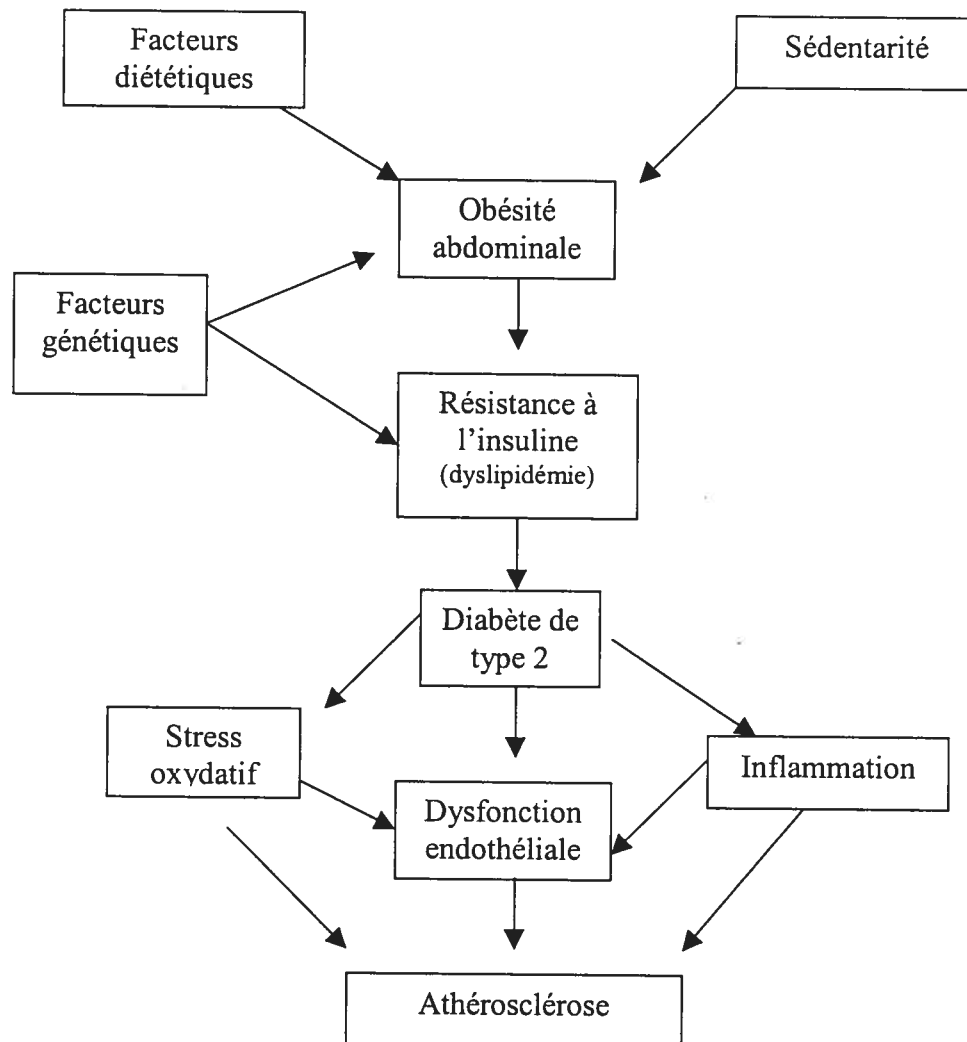 Facteurs
diététiques
Sédentarité
Obésité
abdominale
Facteurs
génétiques
Résistance à
l'insuline
(dyslipidémie)
Diabète de
type 2
Stress
oxydatif
Inflammation
Dysfonction
endothéliale
Athérosclérose